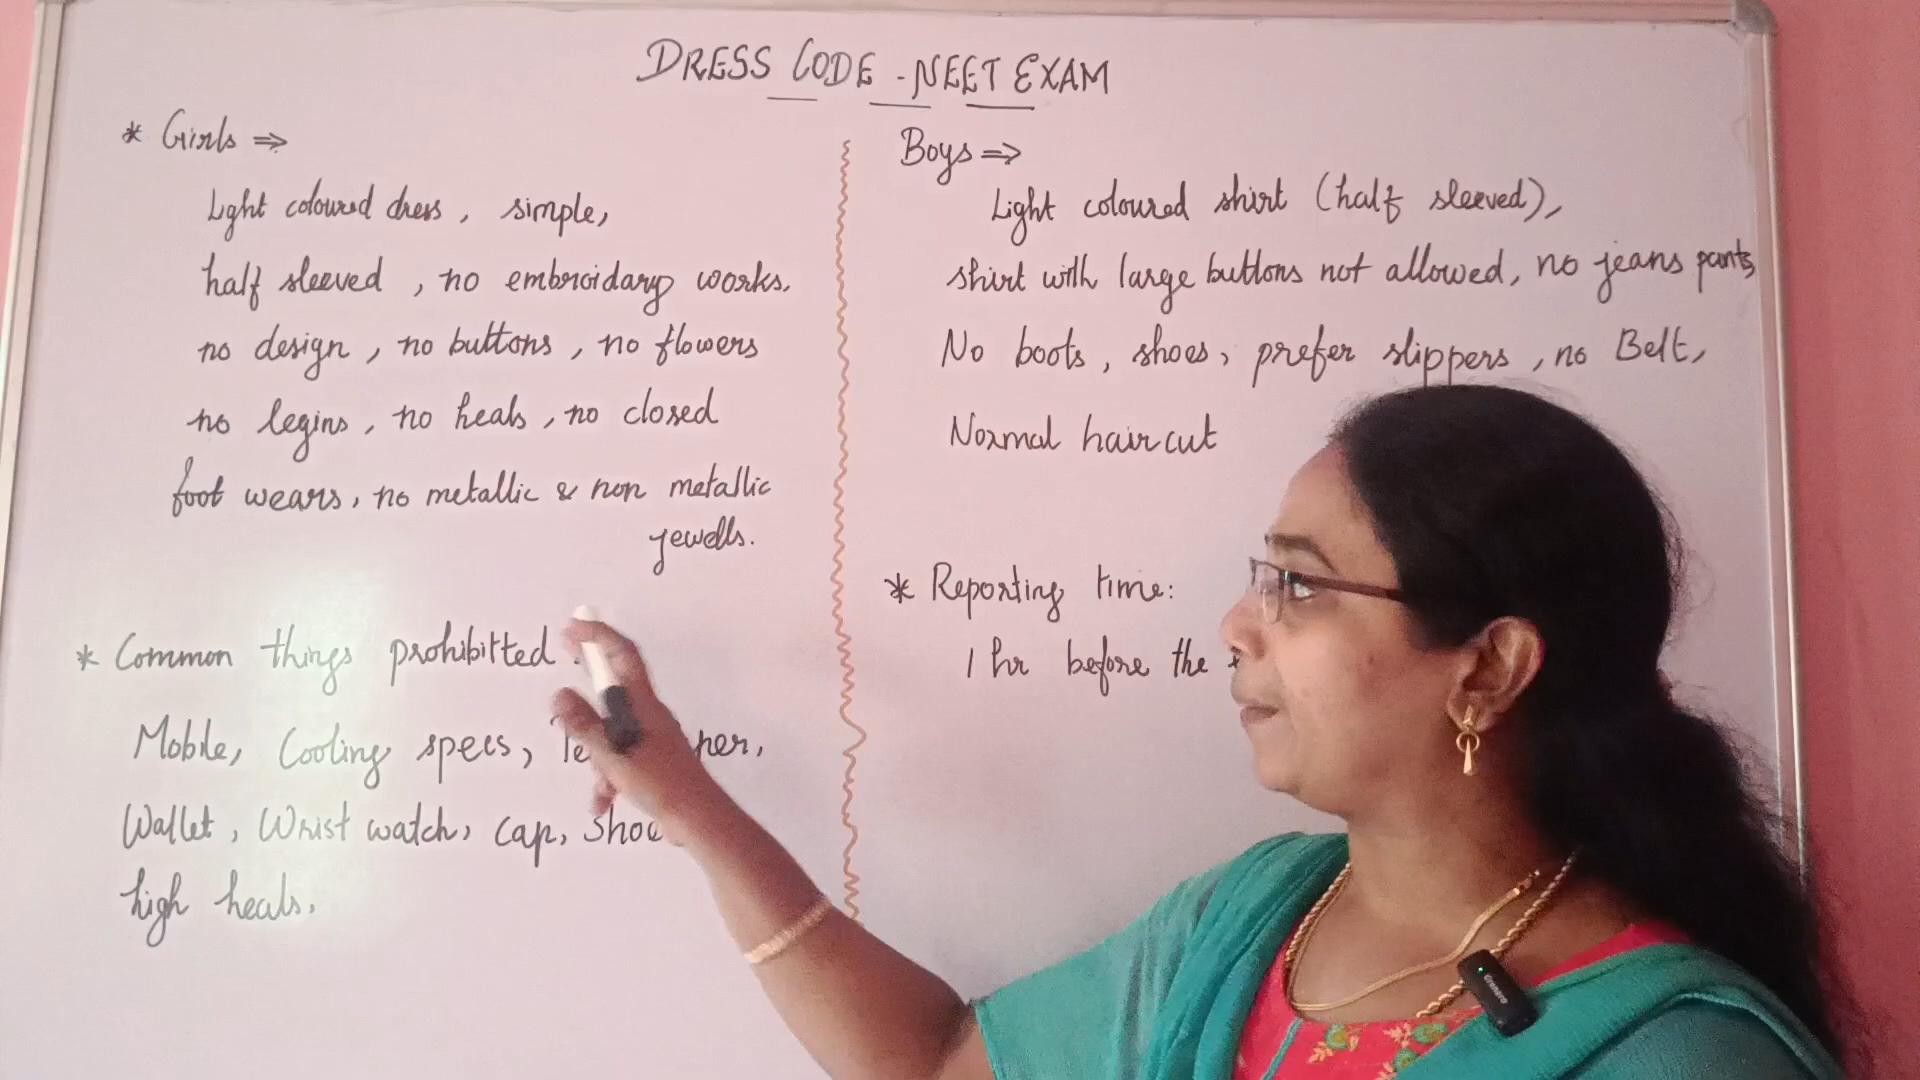 DRESS CODE - NEET EXAM
* Girls ⇒
Light coloured dress, simple,
half sleeved, no embroidary works.
no design, no buttons, no flowers
no legins, no heals, no closed
foot wears, no metallic & non metallic
jewells.
* Common things prohibitted :
Mobile, Cooling specs,
Wallet, Wrist watch, cap,
high heals.
Boys ⇒
Light coloured shirt (half sleeved),
shirt with large buttons not allowed, no jeans pants,
No boots, shoes, prefer slippers, no Belt,
Normal haircut
* Reporting time:
1 hr before the